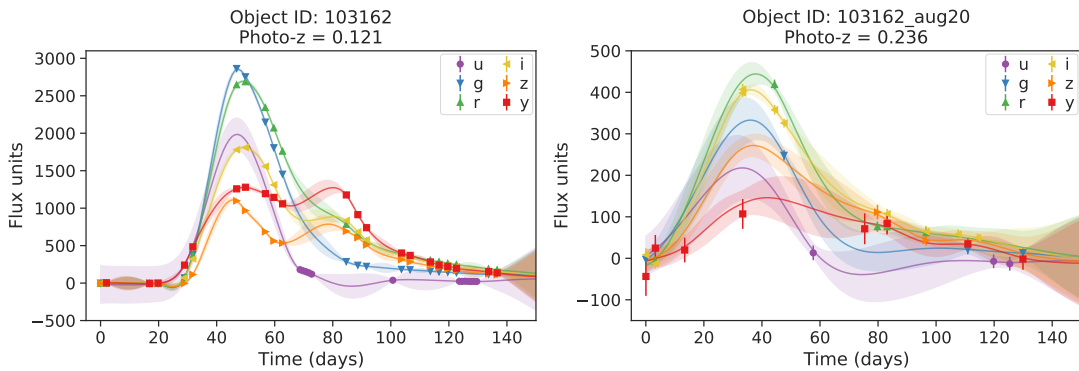 Object ID: 103162
Photo-z = 0.121
3000
2500
2000
1500
1000
500
0
−500
Flux units
0 20 40 60 80 100 120 140
Time (days)
u i
g z
r y
Object ID: 103162_aug20
Photo-z = 0.236
500
400
300
200
100
0
−100
Flux units
0 20 40 60 80 100 120 140
Time (days)
u i
g z
r y